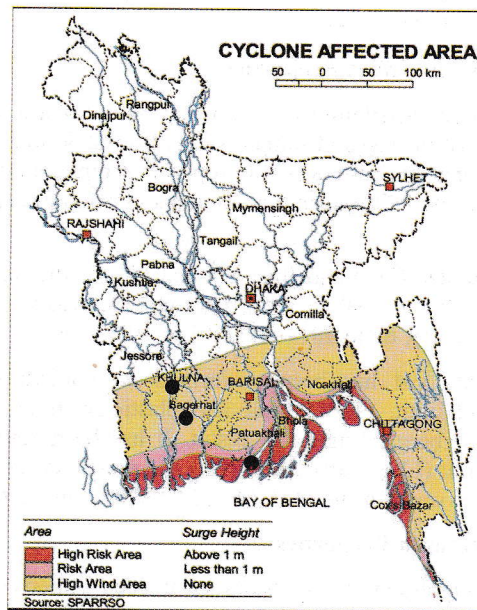 CYCLONE AFFECTED AREA
50 0 50 100 km
Rangpur
Dinajpur
Bogra
SYLHET
Mymensingh
RAJSHAHI
Tangail
Pabna
DHAKA
Kushtia
Comilla
Jessore
KHULNA
BARISAL
Noakhali
Bagerhat
Bhola
CHITTAGONG
Patuakhali
BAY OF BENGAL
Cox's Bazar
Area Surge Height
High Risk Area Above 1 m
Risk Area Less than 1 m
High Wind Area None
Source: SPARRSO